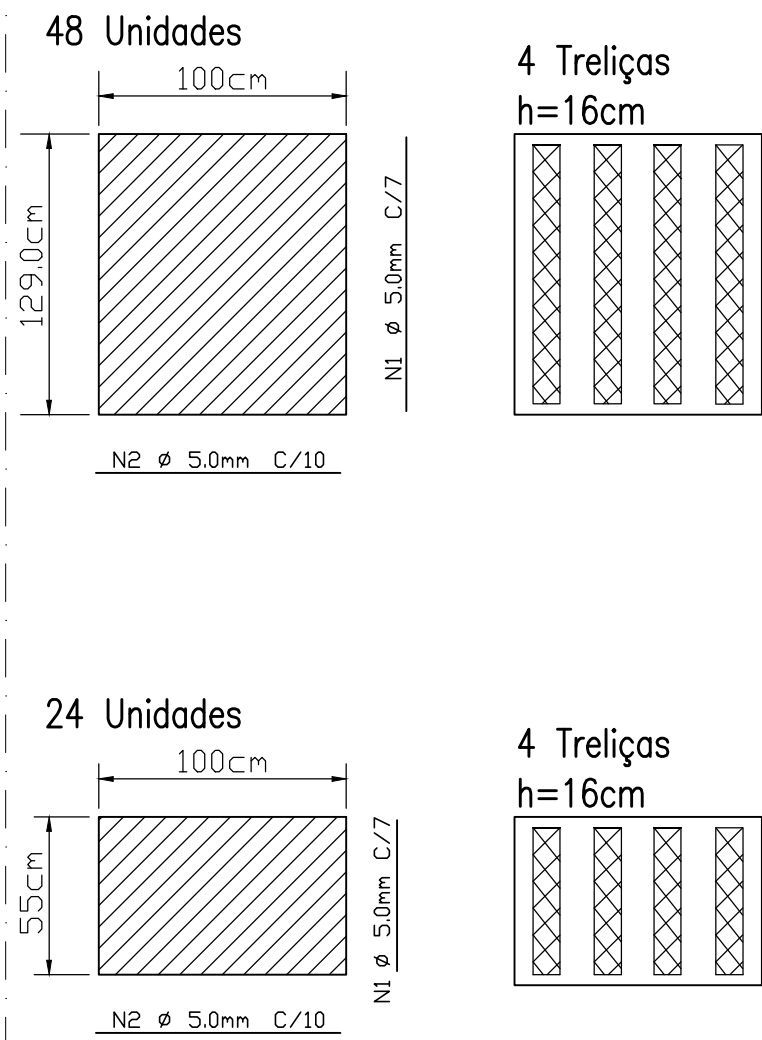 48 Unidades
100cm
129.0cm
N1 ø 5.0mm C/7
N2 ø 5.0mm C/10
4 Treliças
h=16cm
24 Unidades
100cm
55cm
N1 ø 5.0mm C/7
N2 ø 5.0mm C/10
4 Treliças
h=16cm